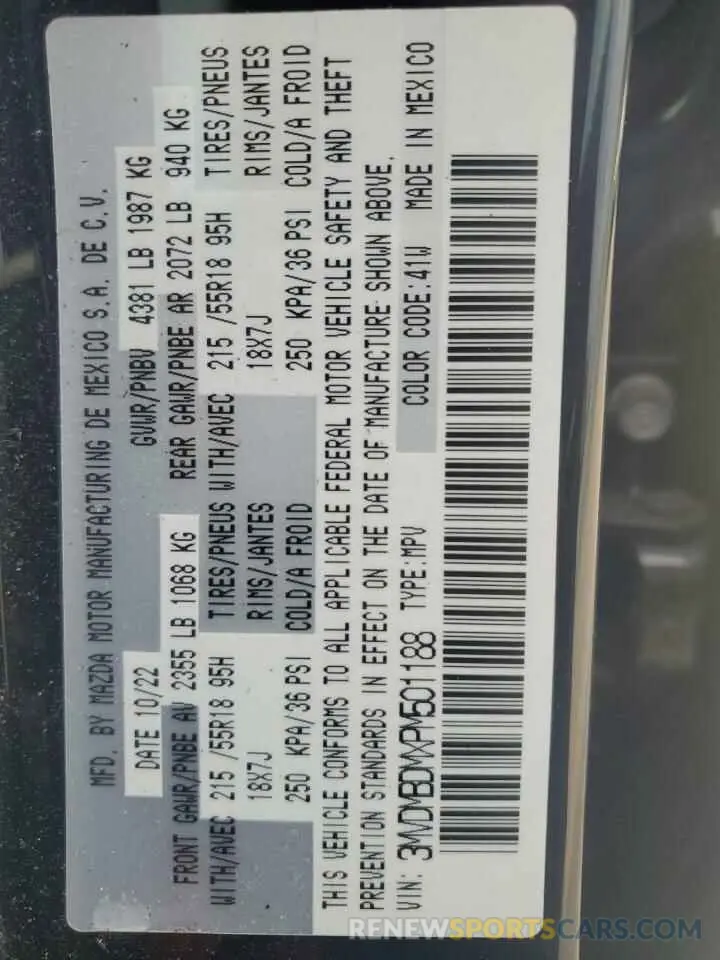 MFD. BY MAZDA MOTOR MANUFACTURING DE MEXICO S.A. DE C.V.
DATE 10/22 GVWR/PNBV 4381 LB 1987 KG
FRONT GAWR/PNBE AV 2355 LB 1068 KG REAR GAWR/PNBE AR 2072 LB 940 KG
WITH/AVEC 215 /55R18 95H TIRES/PNEUS WITH/AVEC 215 /55R18 95H TIRES/PNEUS
18X7J RIMS/JANTES 18X7J RIMS/JANTES
250 KPA/36 PSI COLD/A FROID 250 KPA/36 PSI COLD/A FROID
THIS VEHICLE CONFORMS TO ALL APPLICABLE FEDERAL MOTOR VEHICLE SAFETY AND THEFT
PREVENTION STANDARDS IN EFFECT ON THE DATE OF MANUFACTURE SHOWN ABOVE.
VIN: 3MVDMBDMXPM501188 TYPE:MPV COLOR CODE:41W MADE IN MEXICO
RENEWSPORTSCARS.COM